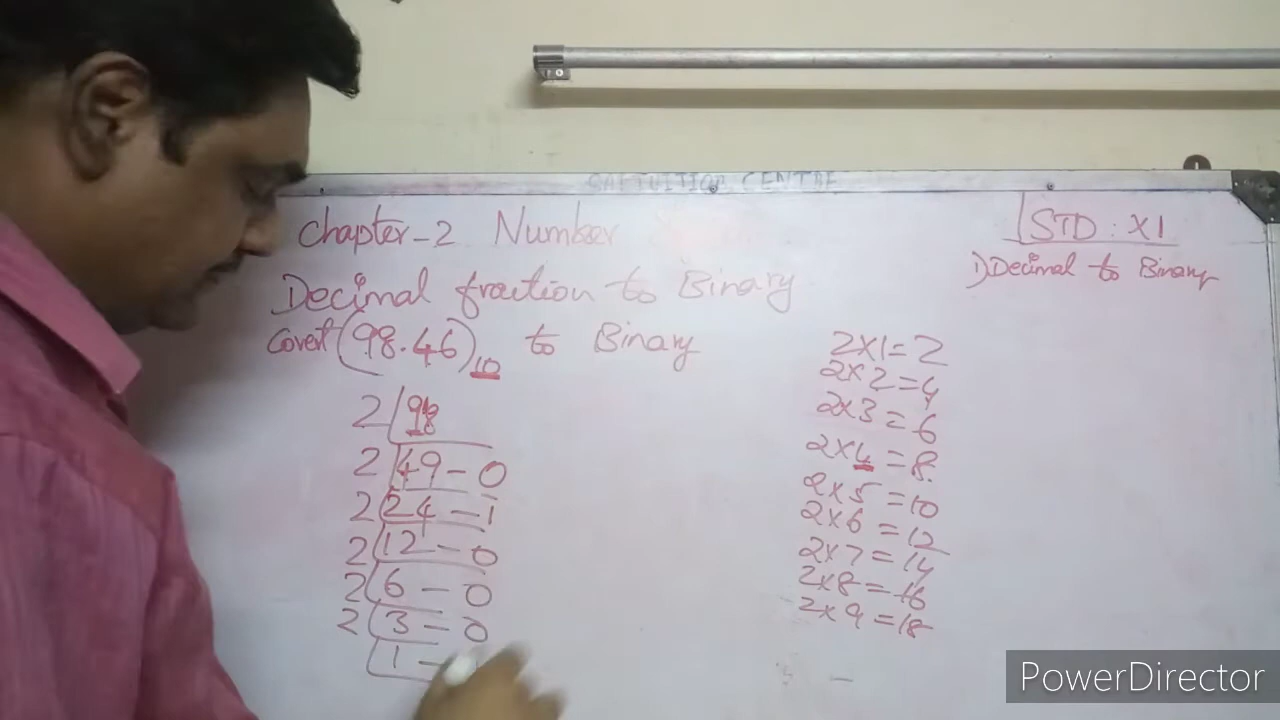 SAI TUITION CENTRE
Chapter-2 Number
STD : XI
1) Decimal to Binary
Decimal fraction to Binary
Covert (98.46)10 to Binary
2 98
2 49 - 0
2 24 - 1
2 12 - 0
2 6 - 0
2 3 - 0
1 -
2x1=2
2x2=4
2x3=6
2x4=8
2x5=10
2x6=12
2x7=14
2x8=16
2x9=18
PowerDirector